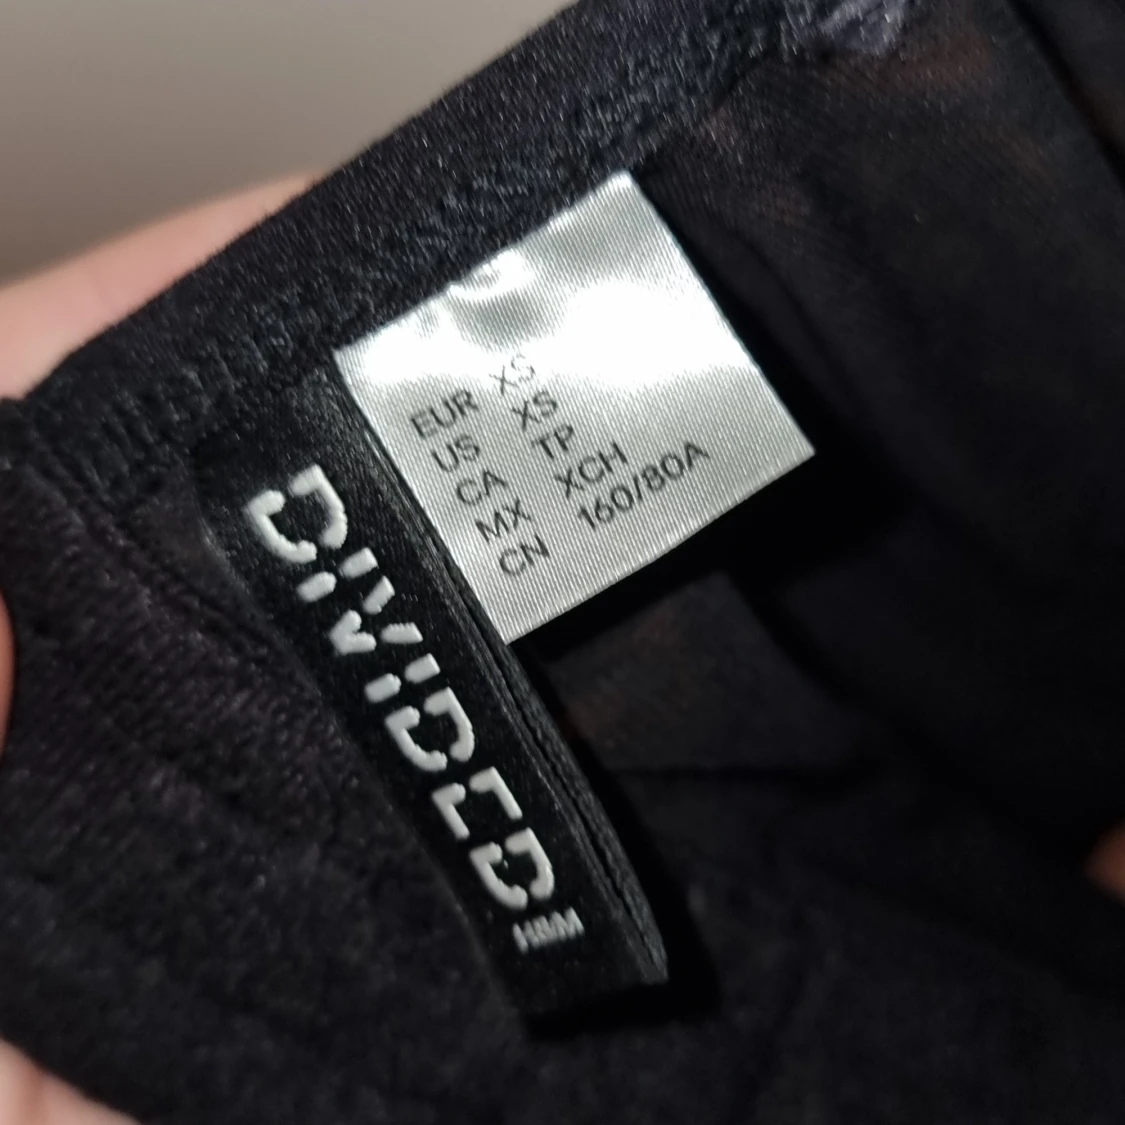 EUR XS
US XS
CA TP
MX XCH
CN 160/80A
DIVIDED
H&M